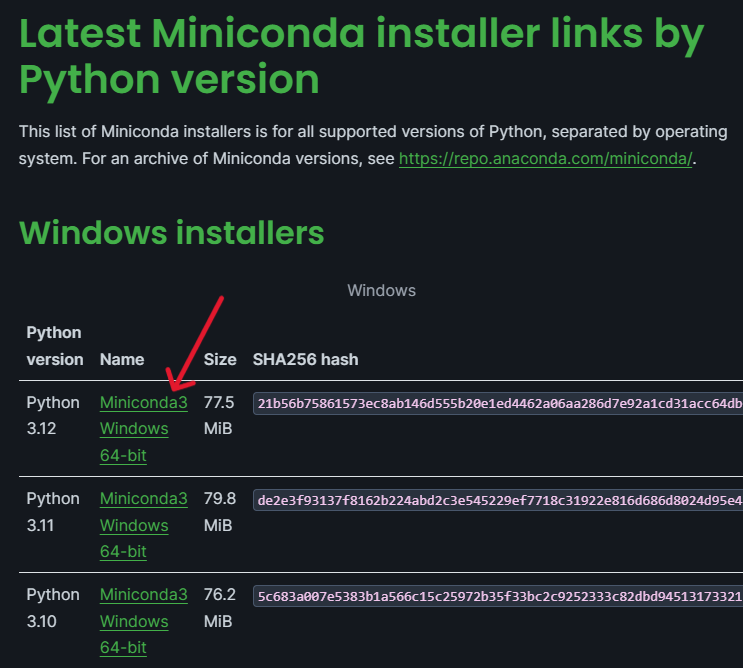 Latest Miniconda installer links by
Python version
This list of Miniconda installers is for all supported versions of Python, separated by operating
system. For an archive of Miniconda versions, see https://repo.anaconda.com/miniconda/.
Windows installers
Windows
Python
version Name Size SHA256 hash
Python Miniconda3 77.5 21b56b75861573ec8ab146d555b20e1ed4462a06aa286d7e92a1cd31acc64db
3.12 Windows MiB
64-bit
Python Miniconda3 79.8 de2e3f93137f8162b224abd2c3e545229ef7718c31922e816d686d8024d95e4
3.11 Windows MiB
64-bit
Python Miniconda3 76.2 5c683a007e5383b1a566c15c25972b35f33bc2c9252333c82dbd94513173321
3.10 Windows MiB
64-bit